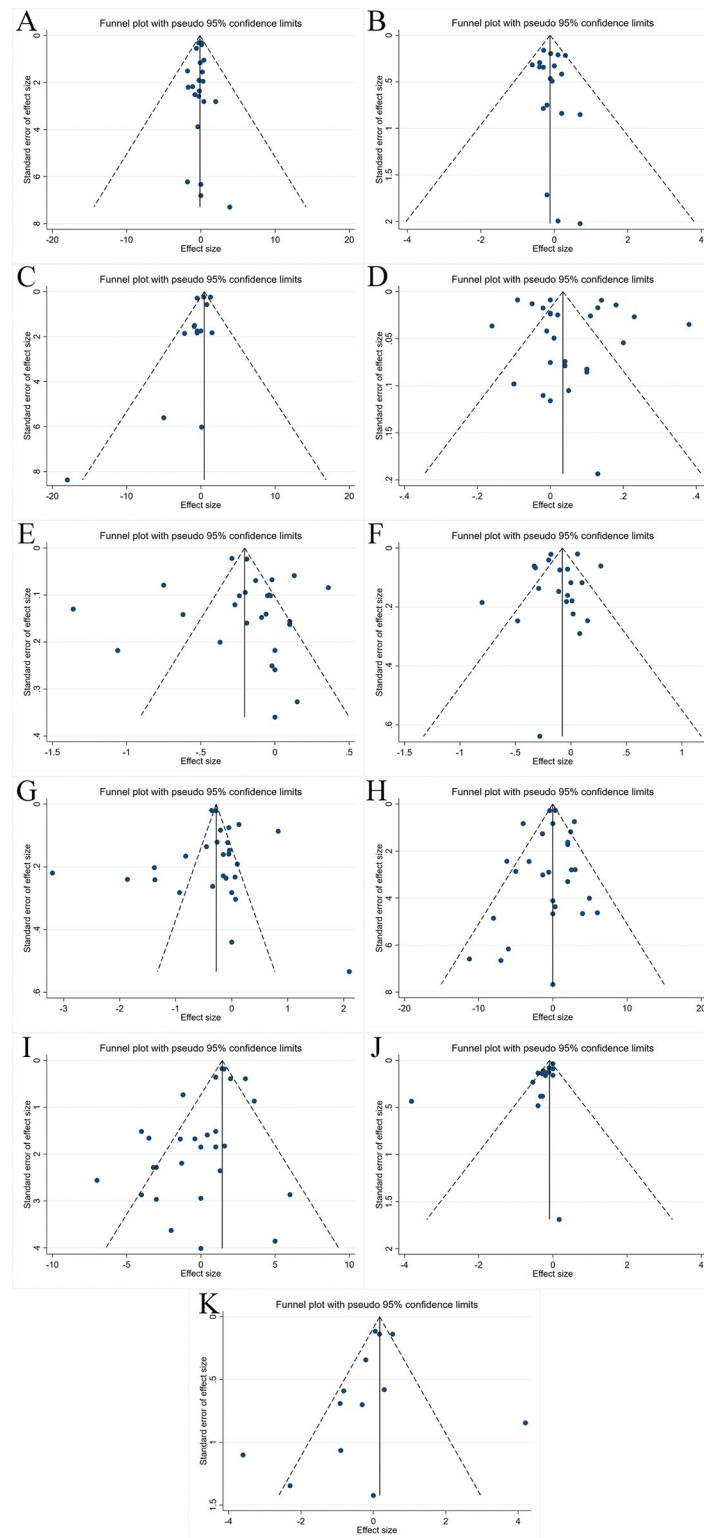 A
Funnel plot with pseudo 95% confidence limits
Standard error of effect size
0
2
4
6
8
-20 -10 0 10 20
Effect size
B
Funnel plot with pseudo 95% confidence limits
Standard error of effect size
0
.5
1
1.5
2
-4 -2 0 2 4
Effect size
C
Funnel plot with pseudo 95% confidence limits
Standard error of effect size
0
2
4
6
8
-20 -10 0 10 20
Effect size
D
Funnel plot with pseudo 95% confidence limits
Standard error of effect size
0
.05
.1
.15
.2
-.4 -.2 0 .2 .4
Effect size
E
Funnel plot with pseudo 95% confidence limits
Standard error of effect size
0
.1
.2
.3
.4
-1.5 -1 -.5 0 .5
Effect size
F
Funnel plot with pseudo 95% confidence limits
Standard error of effect size
0
.2
.4
.6
-1.5 -1 -.5 0 .5 1
Effect size
G
Funnel plot with pseudo 95% confidence limits
Standard error of effect size
0
.2
.4
.6
-3 -2 -1 0 1 2
Effect size
H
Funnel plot with pseudo 95% confidence limits
Standard error of effect size
0
2
4
6
8
-20 -10 0 10 20
Effect size
I
Funnel plot with pseudo 95% confidence limits
Standard error of effect size
0
1
2
3
4
-10 -5 0 5 10
Effect size
J
Funnel plot with pseudo 95% confidence limits
Standard error of effect size
0
.5
1
1.5
2
-4 -2 0 2 4
Effect size
K
Funnel plot with pseudo 95% confidence limits
Standard error of effect size
0
.5
1
1.5
-4 -2 0 2 4
Effect size